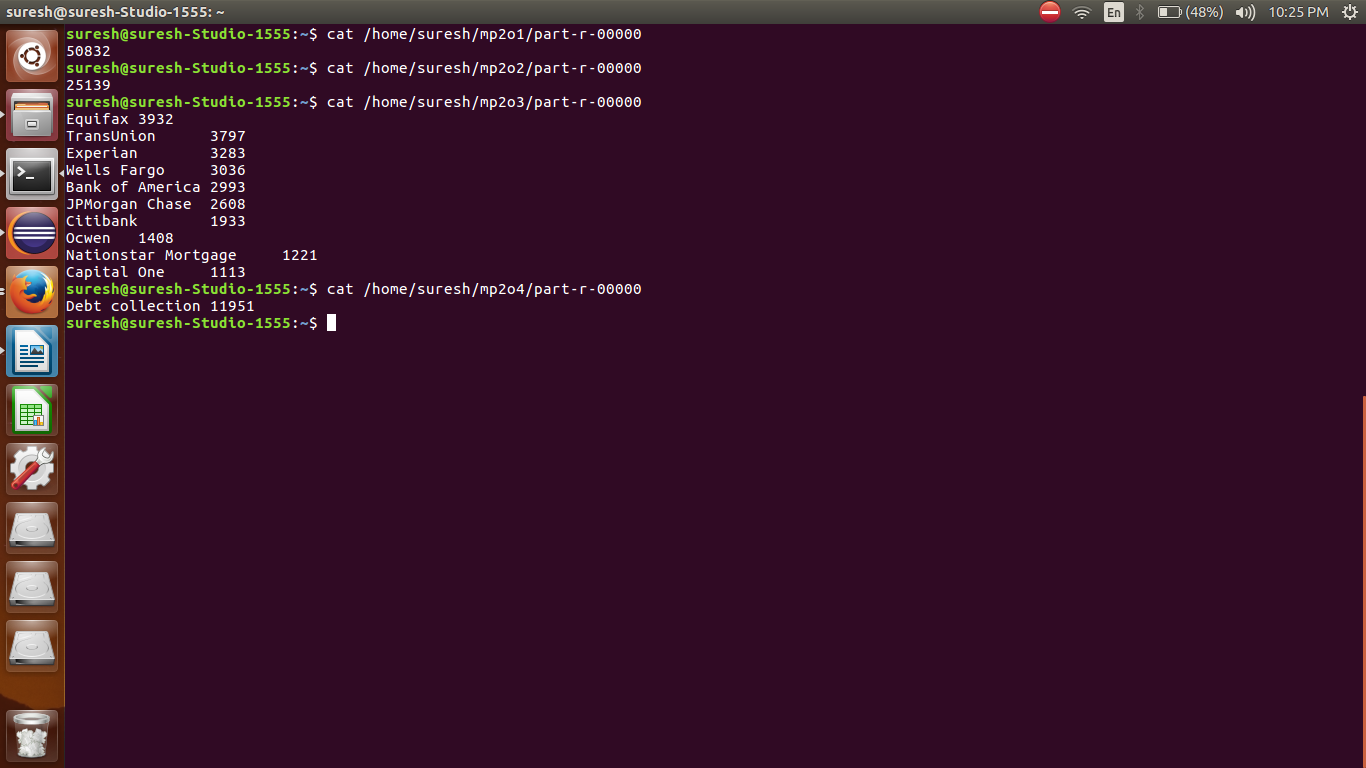 suresh@suresh-Studio-1555: ~
En
(48%)
10:25 PM
suresh@suresh-Studio-1555:~$ cat /home/suresh/mp2o1/part-r-00000
50832
suresh@suresh-Studio-1555:~$ cat /home/suresh/mp2o2/part-r-00000
25139
suresh@suresh-Studio-1555:~$ cat /home/suresh/mp2o3/part-r-00000
Equifax 3932
TransUnion      3797
Experian        3283
Wells Fargo     3036
Bank of America 2993
JPMorgan Chase  2608
Citibank        1933
Ocwen   1408
Nationstar Mortgage     1221
Capital One     1113
suresh@suresh-Studio-1555:~$ cat /home/suresh/mp2o4/part-r-00000
Debt collection 11951
suresh@suresh-Studio-1555:~$